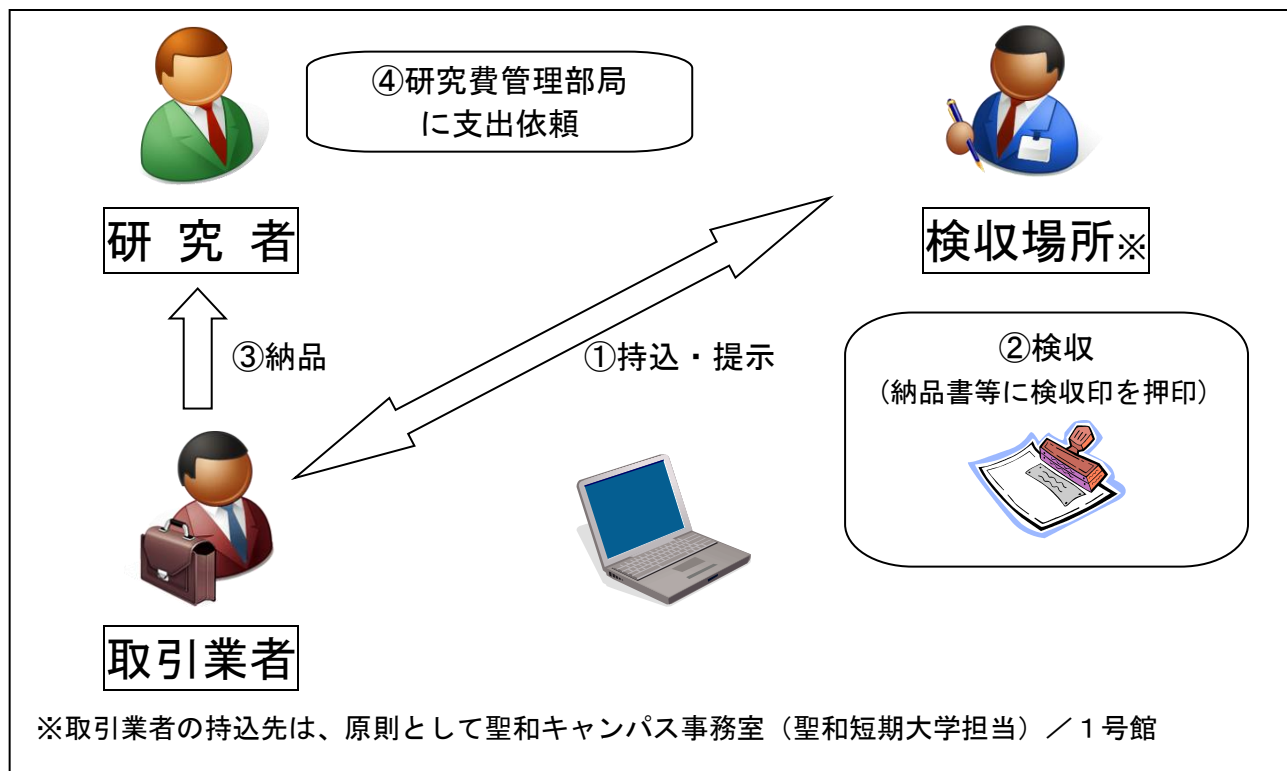 ④研究費管理部局
に支出依頼
研 究 者
検収場所※
③納品
①持込・提示
②検収
(納品書等に検収印を押印)
取引業者
※取引業者の持込先は、原則として聖和キャンパス事務室（聖和短期大学担当）／１号館